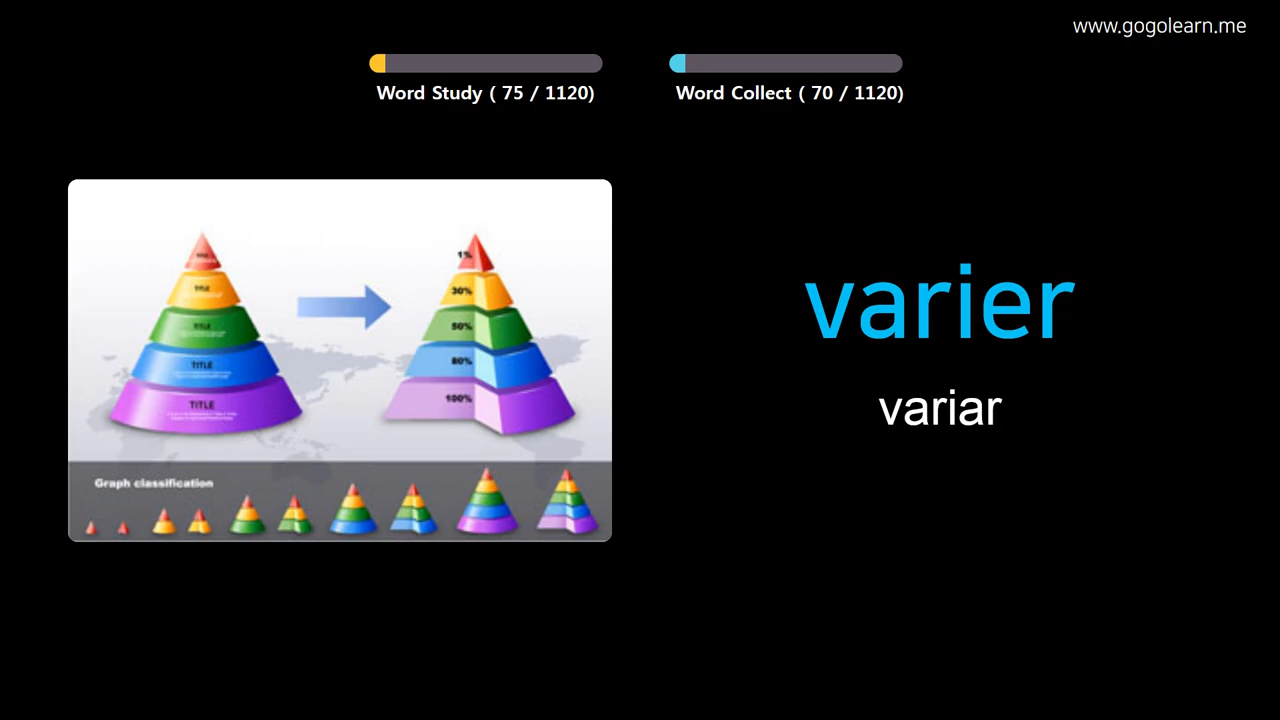 www.gogolearn.me
Word Study ( 75 / 1120)
Word Collect ( 70 / 1120)
TITLE
TITLE
TITLE
TITLE
1%
30%
50%
80%
100%
Graph classification
varier
variar